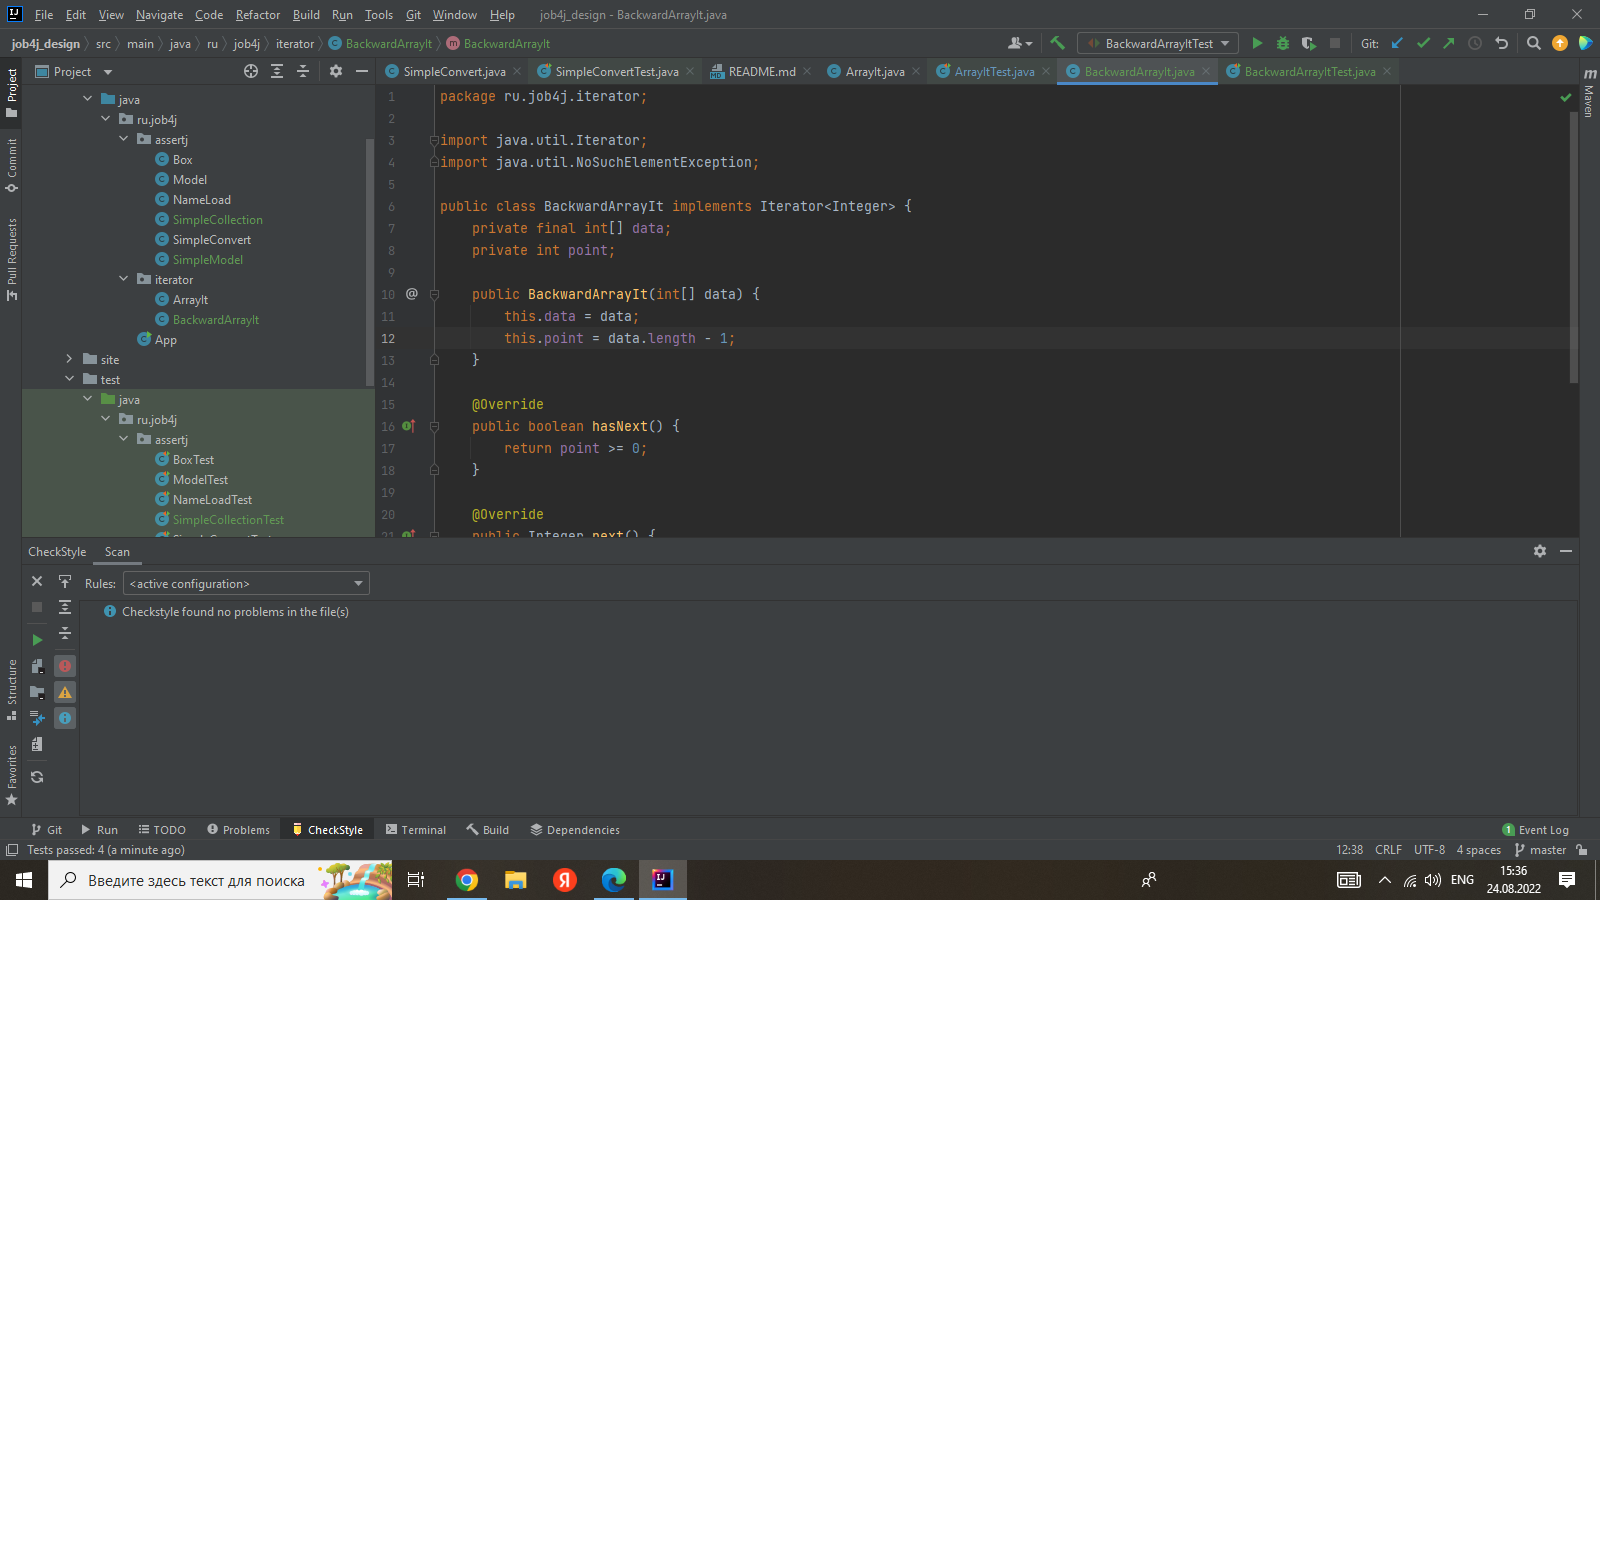 File Edit View Navigate Code Refactor Build Run Tools Git Window Help job4j_design - BackwardArrayIt.java
job4j_design src main java ru job4j iterator BackwardArrayIt BackwardArrayIt BackwardArrayItTest Git:
Project
SimpleConvert.java SimpleConvertTest.java README.md ArrayIt.java ArrayItTest.java BackwardArrayIt.java BackwardArrayItTest.java
java
ru.job4j
assertj
Box
Model
NameLoad
SimpleCollection
SimpleConvert
SimpleModel
iterator
ArrayIt
BackwardArrayIt
App
site
test
java
ru.job4j
assertj
BoxTest
ModelTest
NameLoadTest
SimpleCollectionTest
SimpleConvertTest
1 package ru.job4j.iterator;
2
3 import java.util.Iterator;
4 import java.util.NoSuchElementException;
5
6 public class BackwardArrayIt implements Iterator<Integer> {
7 private final int[] data;
8 private int point;
9
10 @ public BackwardArrayIt(int[] data) {
11 this.data = data;
12 this.point = data.length - 1;
13 }
14
15 @Override
16 public boolean hasNext() {
17 return point >= 0;
18 }
19
20 @Override
21 public Integer next() {
Project
Commit
Pull Requests
Structure
Favorites
Maven
CheckStyle Scan
Rules: <active configuration>
Checkstyle found no problems in the file(s)
Git Run TODO Problems CheckStyle Terminal Build Dependencies 1 Event Log
Tests passed: 4 (a minute ago) 12:38 CRLF UTF-8 4 spaces master
Введите здесь текст для поиска ENG 15:36
24.08.2022